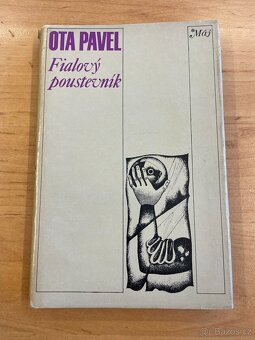 OTA PAVEL
Máj
Fialový
poustevník
Bazos.cz